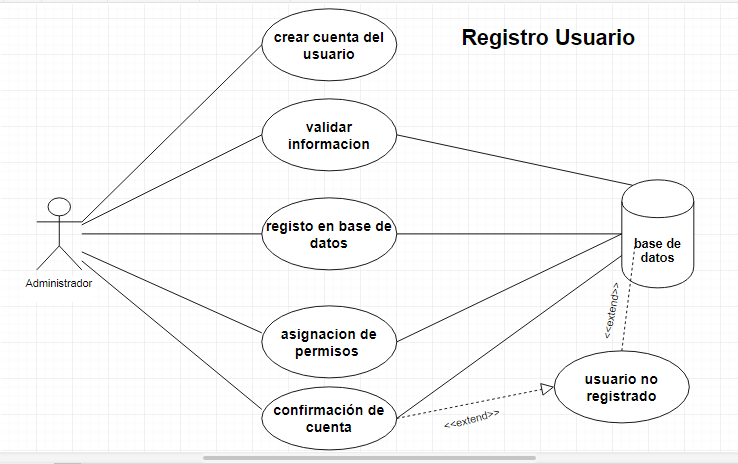 Registro Usuario
crear cuenta del
usuario
validar
informacion
registo en base de
datos
base de
datos
Administrador
<<extend>>
asignacion de
permisos
usuario no
registrado
confirmación de
cuenta
<<extend>>